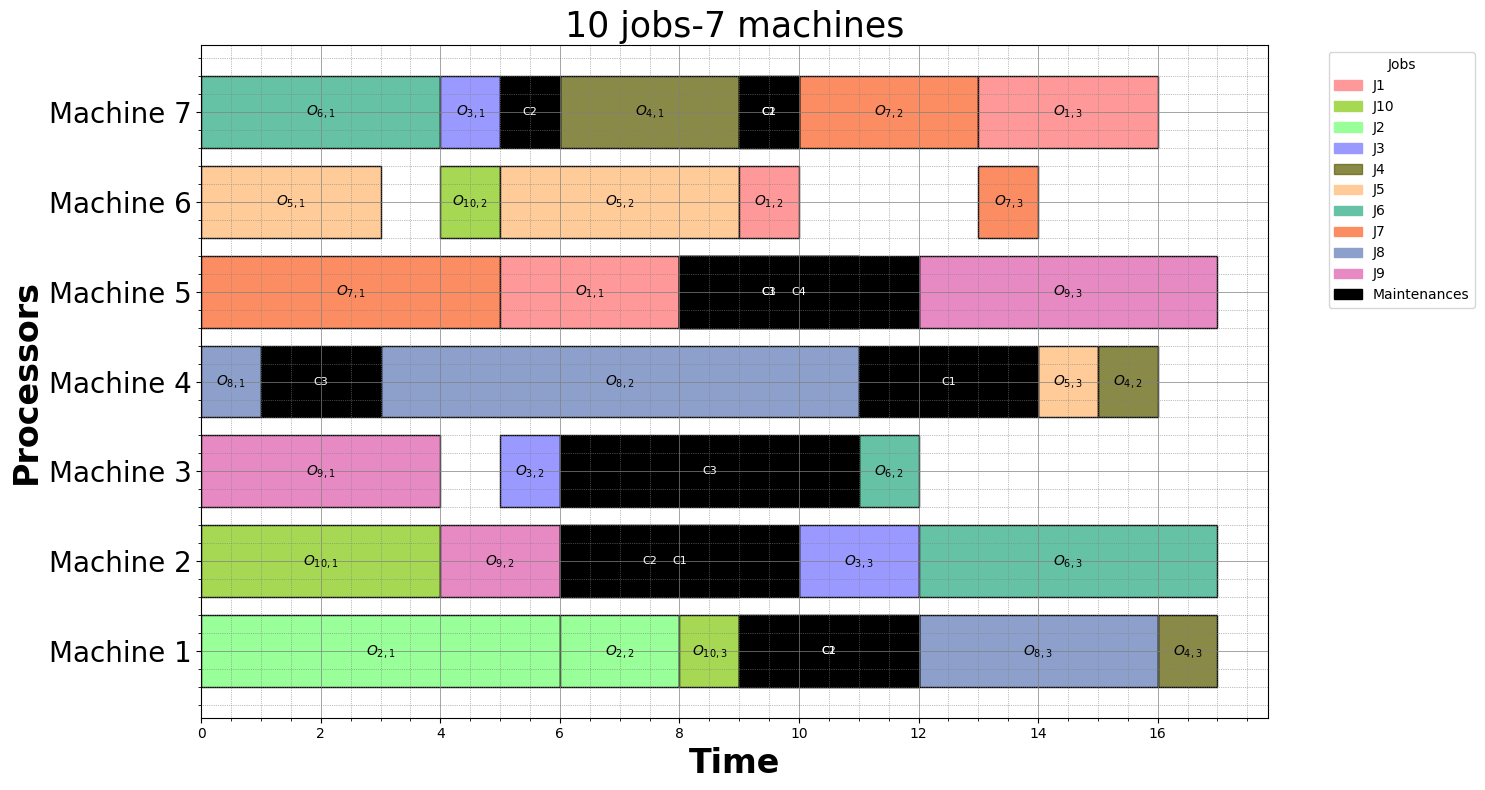 10 jobs-7 machines
Processors
Machine 7
O6,1
O3,1
C2
O4,1
O7,2
O1,3
Machine 6
O5,1
O10,2
O5,2
O1,2
O7,3
Machine 5
O7,1
O1,1
C4
O9,3
Machine 4
O8,1
C3
O8,2
C1
O5,3
O4,2
Machine 3
O9,1
O3,2
C3
O6,2
Machine 2
O10,1
O9,2
C2
C1
O3,3
O6,3
Machine 1
O2,1
O2,2
O10,3
O8,3
O4,3
0 2 4 6 8 10 12 14 16
Time
Jobs
J1
J10
J2
J3
J4
J5
J6
J7
J8
J9
Maintenances